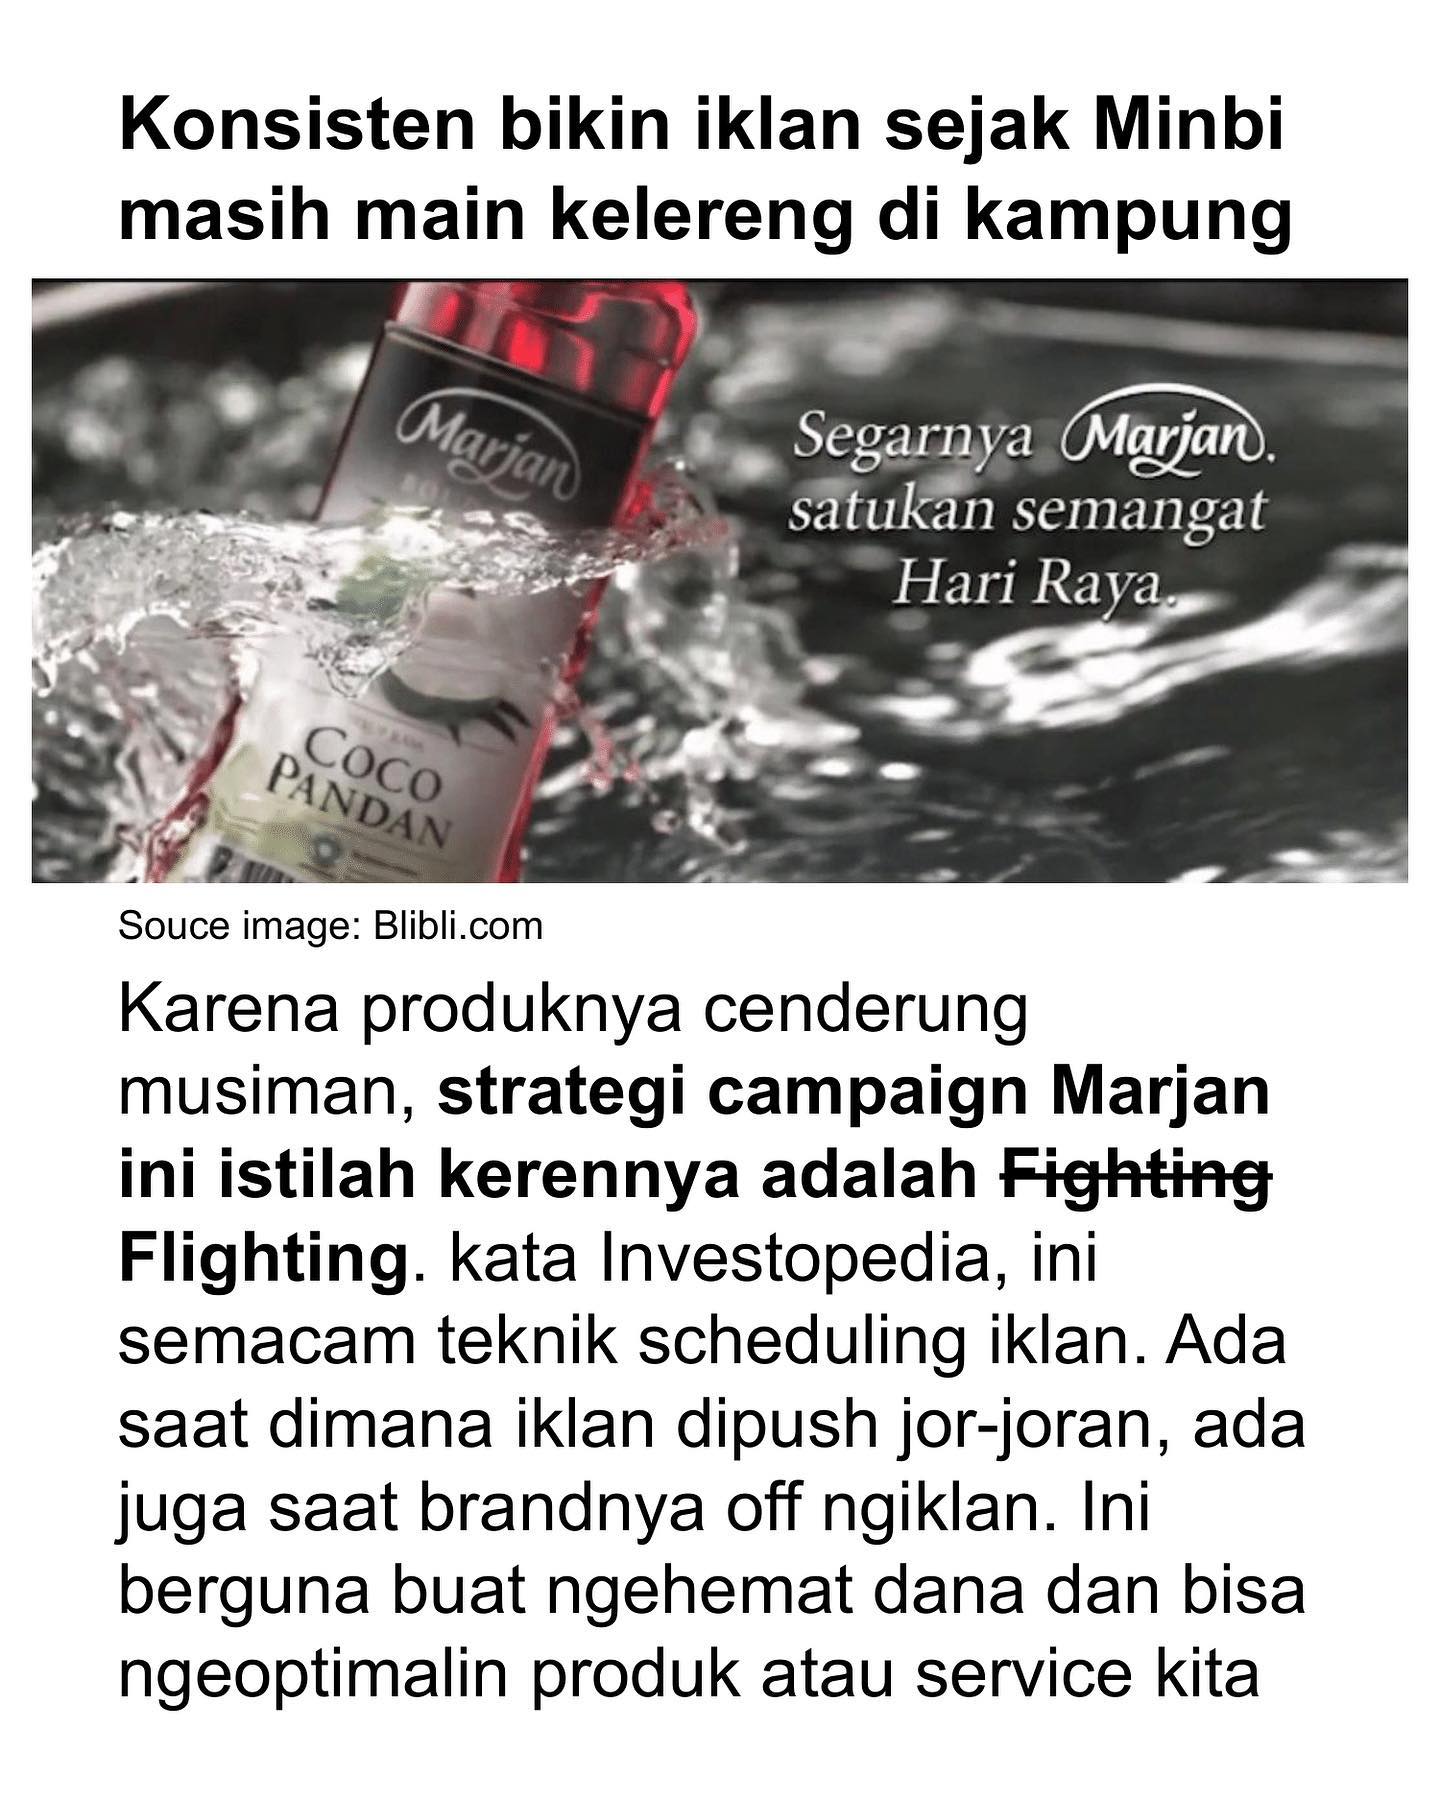 Konsisten bikin iklan sejak Minbi
masih main kelereng di kampung
Marjan
COCO
PANDAN
Segarnya Marjan.
satukan semangat
Hari Raya.
Souce image: Blibli.com
Karena produknya cenderung
musiman, strategi campaign Marjan
ini istilah kerennya adalah Fighting
Flighting. kata Investopedia, ini
semacam teknik scheduling iklan. Ada
saat dimana iklan dipush jor-joran, ada
juga saat brandnya off ngiklan. Ini
berguna buat ngehemat dana dan bisa
ngeoptimalin produk atau service kita